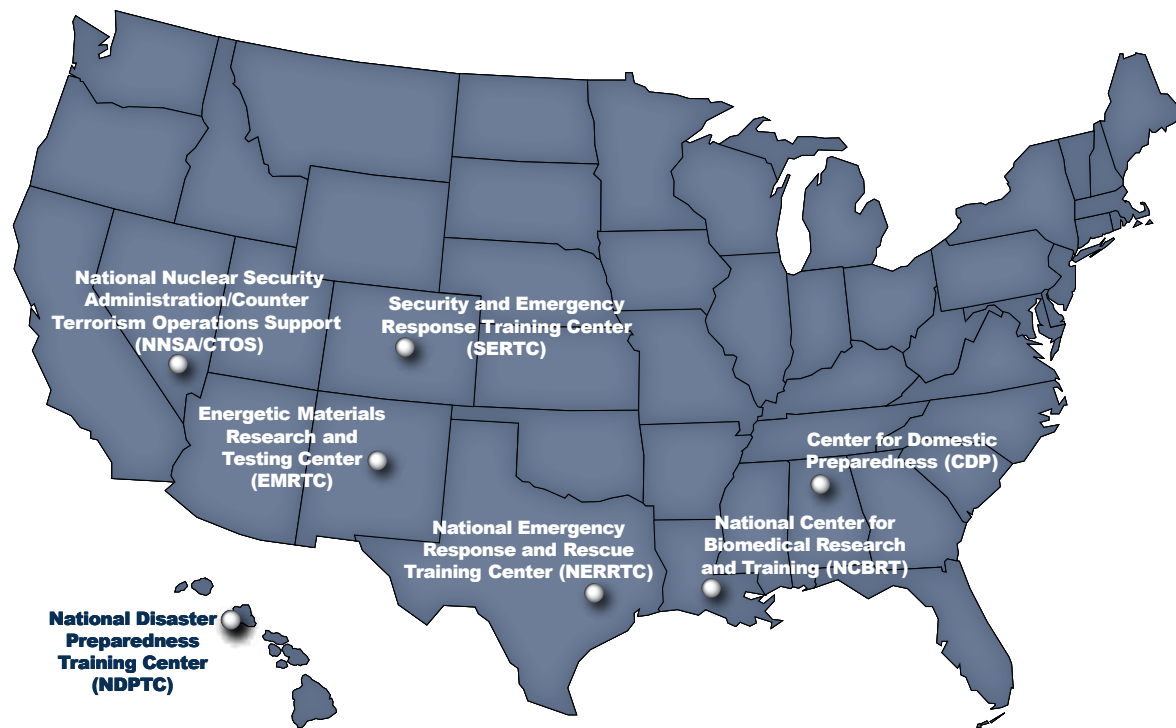 National Nuclear Security
Administration/Counter
Terrorism Operations Support
(NNSA/CTOS)
Security and Emergency
Response Training Center
(SERTC)
Energetic Materials
Research and
Testing Center
(EMRTC)
Center for Domestic
Preparedness (CDP)
National Emergency
Response and Rescue
Training Center (NERRTC)
National Center for
Biomedical Research
and Training (NCBRT)
National Disaster
Preparedness
Training Center
(NDPTC)